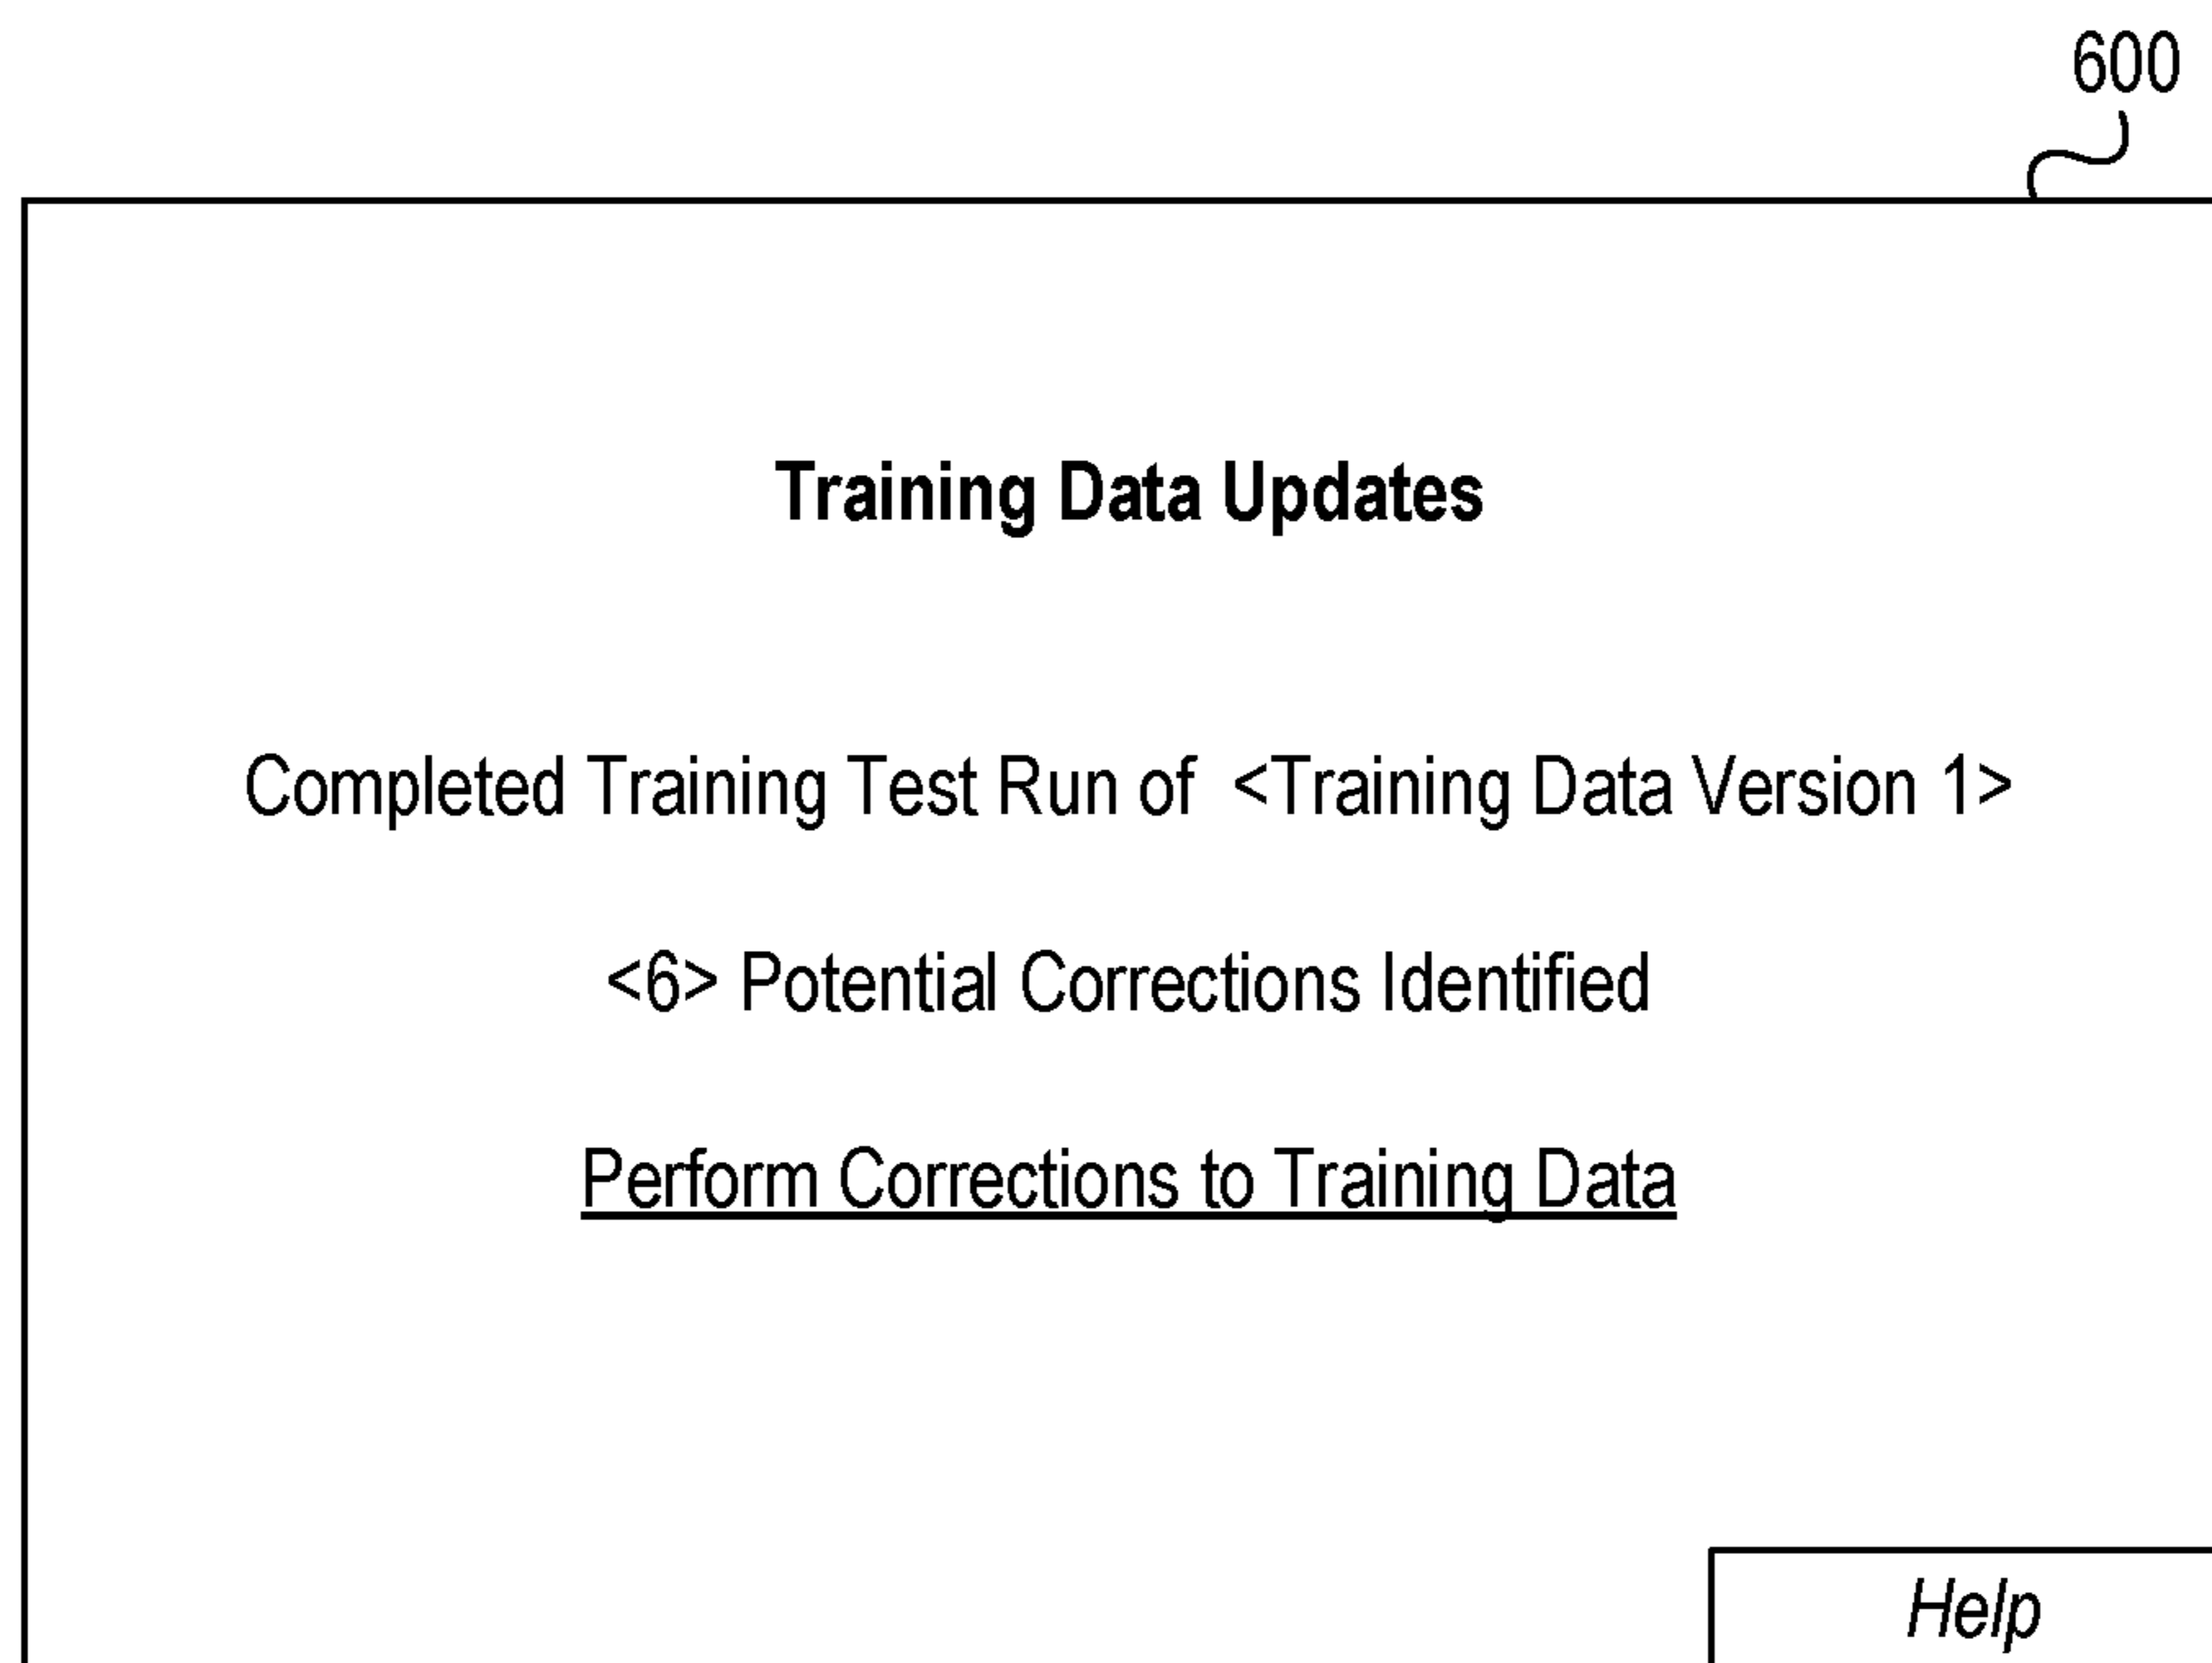 600
Training Data Updates
Completed Training Test Run of <Training Data Version 1>
<6> Potential Corrections Identified
Perform Corrections to Training Data
Help